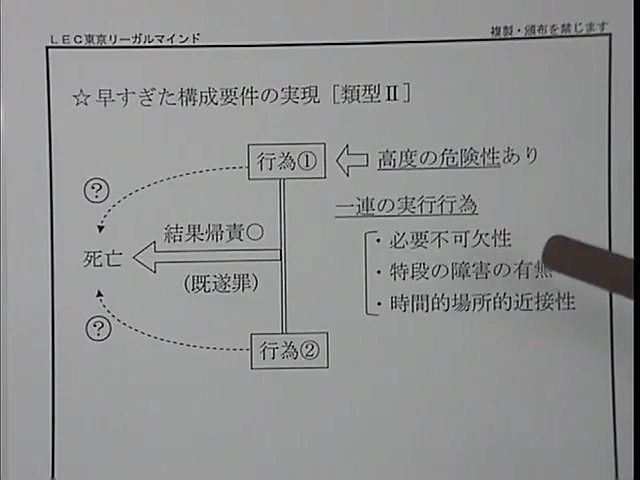 LEC東京リーガルマインド
複製・頒布を禁じます
☆早すぎた構成要件の実現［類型Ⅱ］
行為①
高度の危険性あり
?
一連の実行行為
結果帰責○
・必要不可欠性
死亡
・特段の障害の有無
(既遂罪)
・時間的場所的近接性
?
行為②